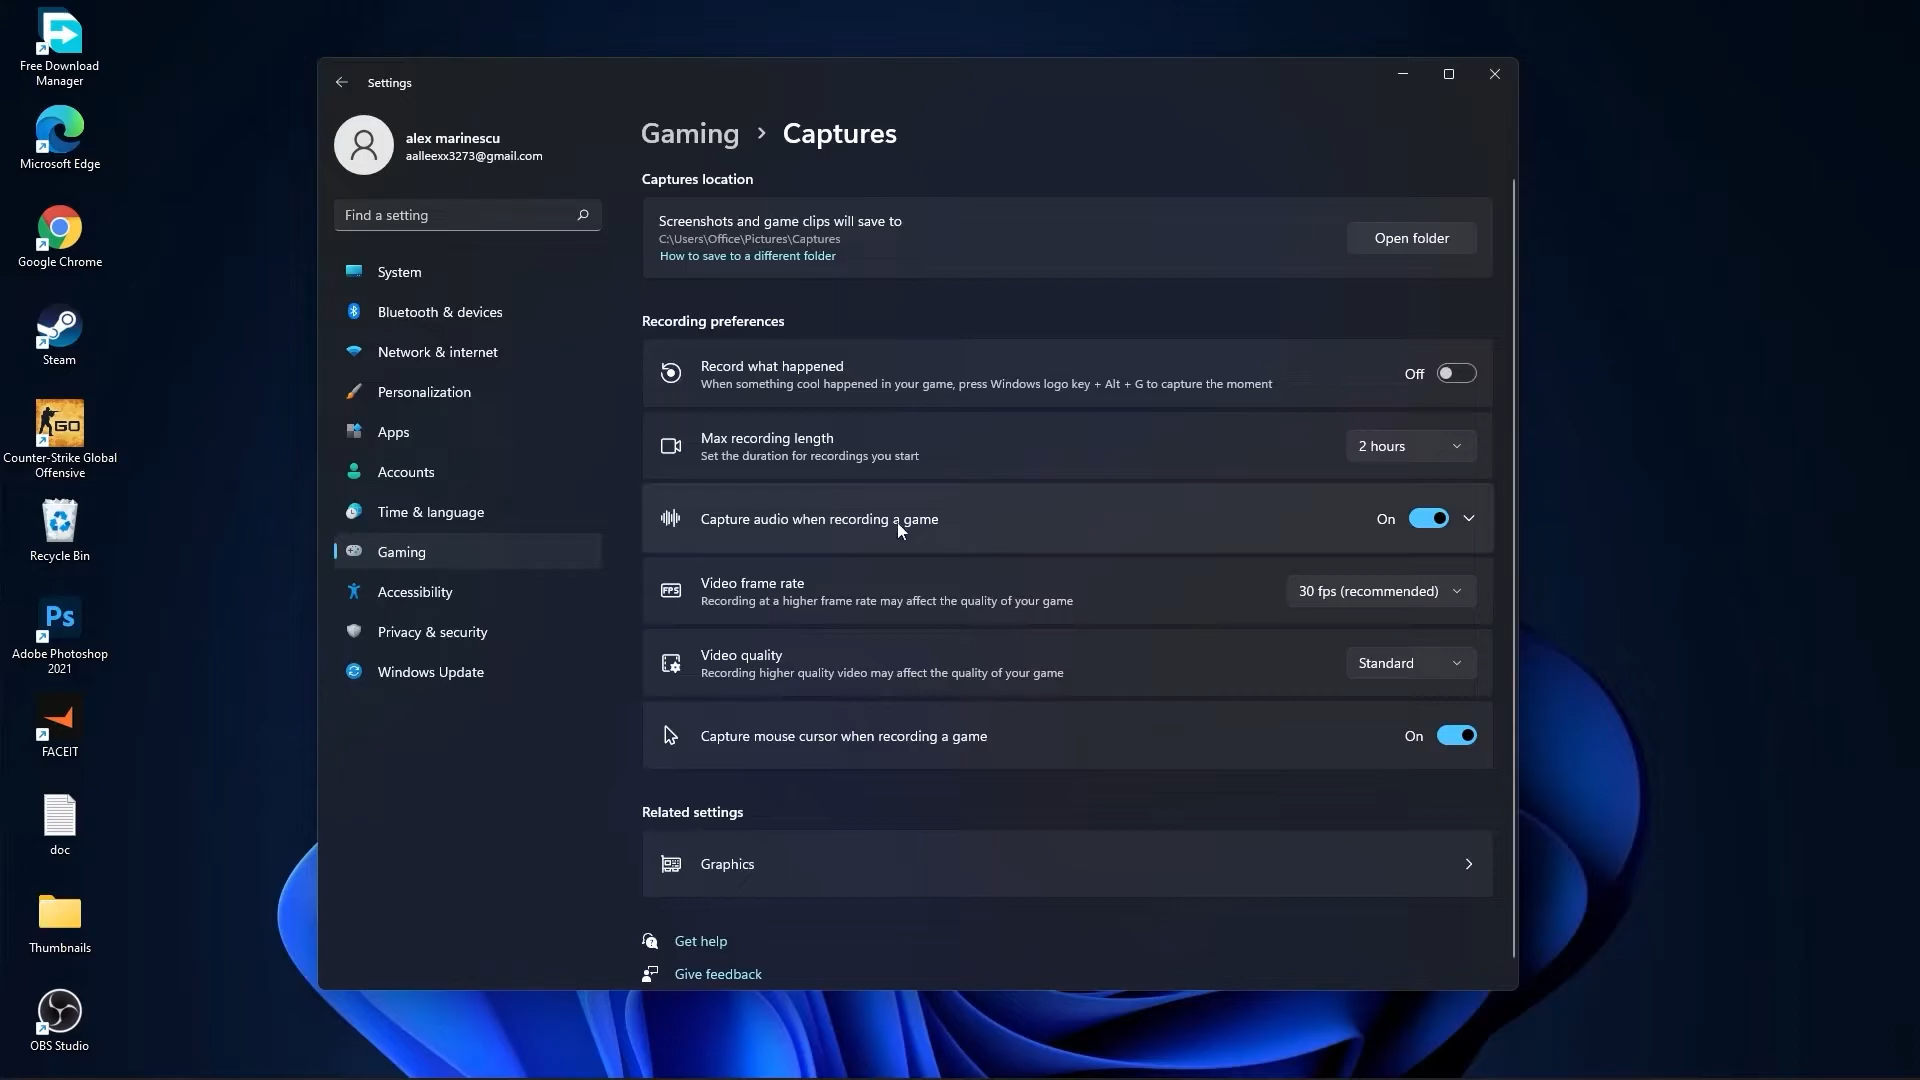 Free Download
Manager
Microsoft Edge
Google Chrome
Steam
GO
Counter-Strike Global
Offensive
Recycle Bin
Ps
Adobe Photoshop
2021
FACEIT
doc
Thumbnails
OBS Studio
Settings
alex marinescu
aalleexx3273@gmail.com
Find a setting
System
Bluetooth & devices
Network & internet
Personalization
Apps
Accounts
Time & language
Gaming
Accessibility
Privacy & security
Windows Update
Gaming › Captures
Captures location
Screenshots and game clips will save to
C:\Users\Office\Pictures\Captures
How to save to a different folder
Open folder
Recording preferences
Record what happened
When something cool happened in your game, press Windows logo key + Alt + G to capture the moment
Off
Max recording length
Set the duration for recordings you start
2 hours
Capture audio when recording a game
On
FPS
Video frame rate
Recording at a higher frame rate may affect the quality of your game
30 fps (recommended)
Video quality
Recording higher quality video may affect the quality of your game
Standard
Capture mouse cursor when recording a game
On
Related settings
Graphics
Get help
Give feedback